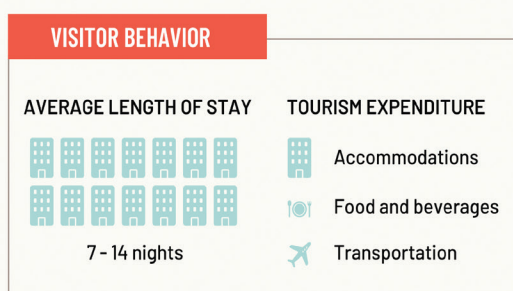 VISITOR BEHAVIOR
AVERAGE LENGTH OF STAY
7 - 14 nights
TOURISM EXPENDITURE
Accommodations
Food and beverages
Transportation